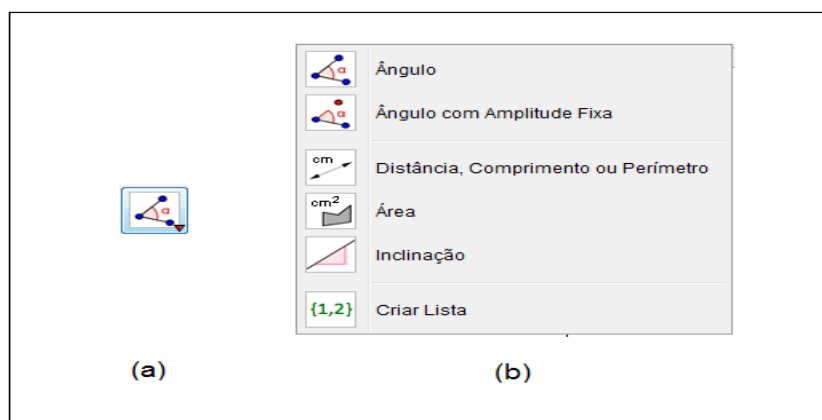 α
α
Ângulo
α
Ângulo com Amplitude Fixa
cm
Distância, Comprimento ou Perímetro
cm²
Área
Inclinação
{1,2}
Criar Lista
(a)
(b)